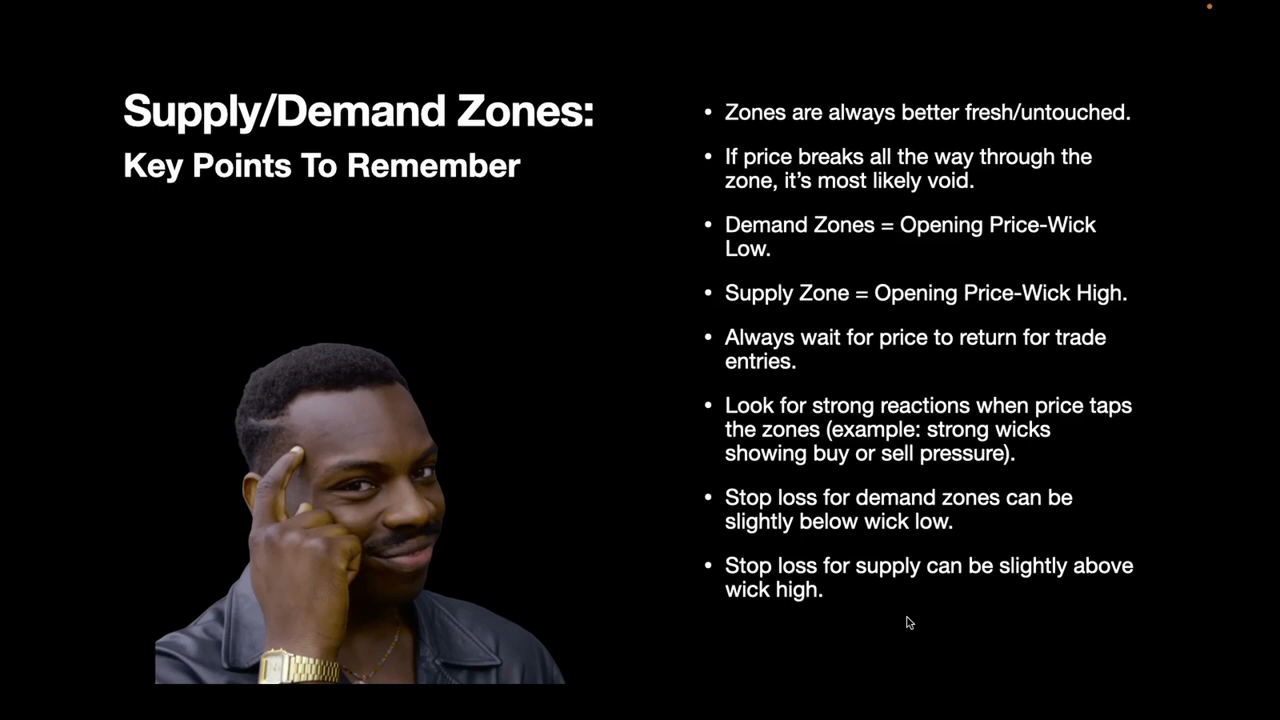 Supply/Demand Zones:
Key Points To Remember
• Zones are always better fresh/untouched.
• If price breaks all the way through the
zone, it’s most likely void.
• Demand Zones = Opening Price-Wick
Low.
• Supply Zone = Opening Price-Wick High.
• Always wait for price to return for trade
entries.
• Look for strong reactions when price taps
the zones (example: strong wicks
showing buy or sell pressure).
• Stop loss for demand zones can be
slightly below wick low.
• Stop loss for supply can be slightly above
wick high.